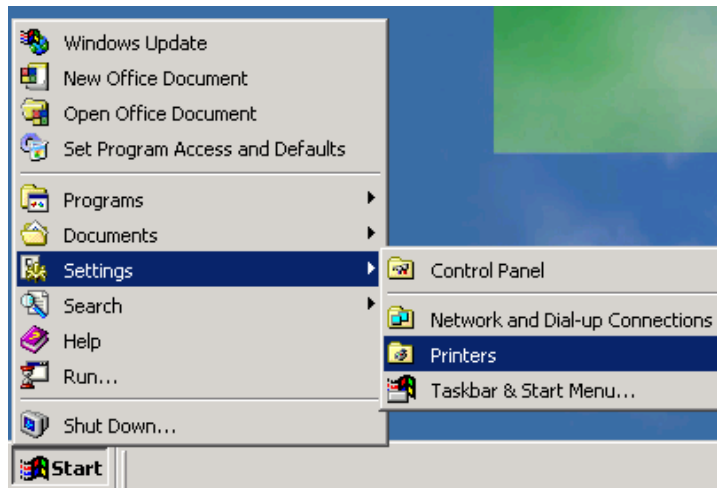 Windows Update
New Office Document
Open Office Document
Set Program Access and Defaults
Programs
Documents
Settings
Search
Help
Run...
Shut Down...
Control Panel
Network and Dial-up Connections
Printers
Taskbar & Start Menu...
Start